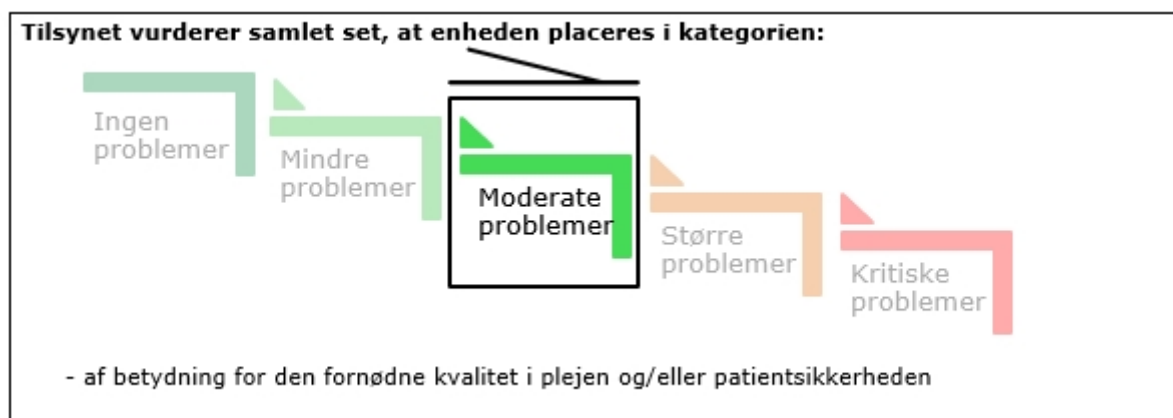 Tilsynet vurderer samlet set, at enheden placeres i kategorien:
Ingen
problemer
Mindre
problemer
Moderate
problemer
Større
problemer
Kritiske
problemer
- af betydning for den fornødne kvalitet i plejen og/eller patientsikkerheden